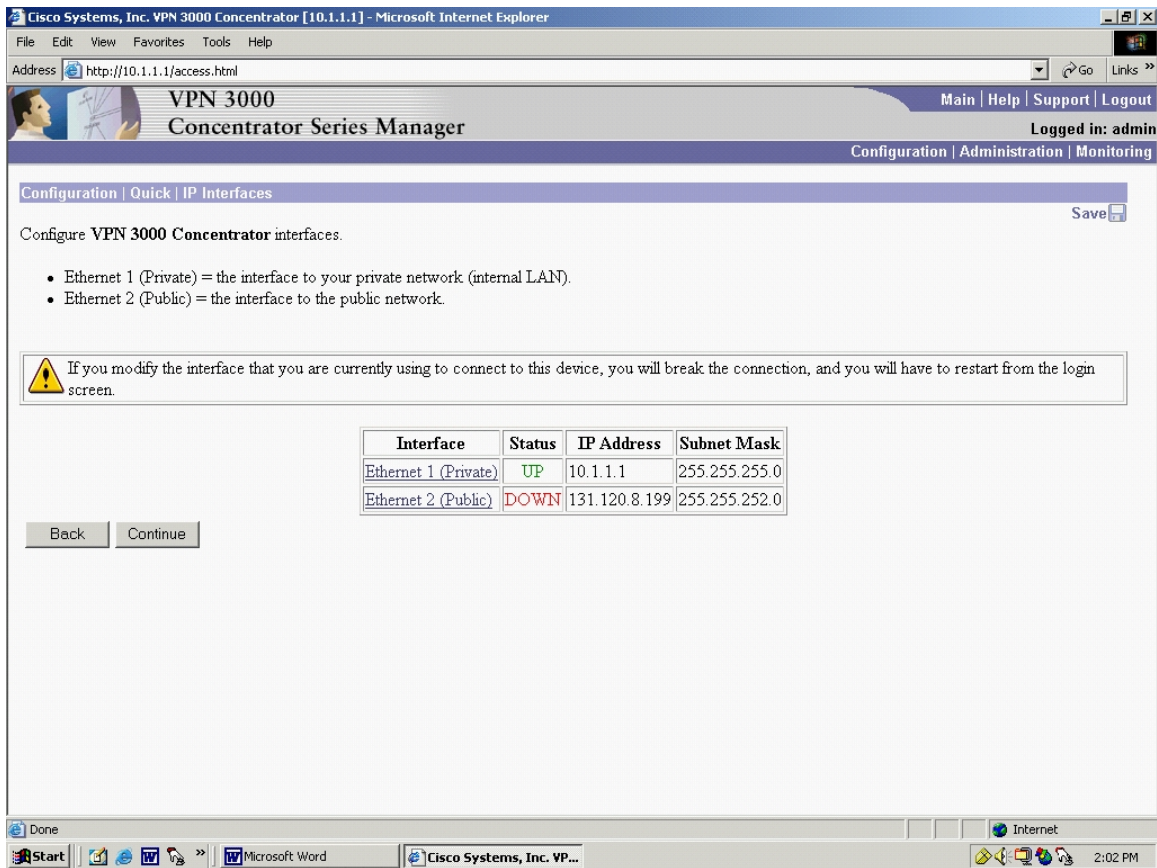 Cisco Systems, Inc. VPN 3000 Concentrator [10.1.1.1] - Microsoft Internet Explorer
File Edit View Favorites Tools Help
Address http://10.1.1.1/access.html Go Links »
VPN 3000
Concentrator Series Manager
Main | Help | Support | Logout
Logged in: admin
Configuration | Administration | Monitoring
Configuration | Quick | IP Interfaces
Save
Configure VPN 3000 Concentrator interfaces.
• Ethernet 1 (Private) = the interface to your private network (internal LAN).
• Ethernet 2 (Public) = the interface to the public network.
If you modify the interface that you are currently using to connect to this device, you will break the connection, and you will have to restart from the login
screen.
Interface Status IP Address Subnet Mask
Ethernet 1 (Private) UP 10.1.1.1 255.255.255.0
Ethernet 2 (Public) DOWN 131.120.8.199 255.255.252.0
Back Continue
Done Internet
Start » Microsoft Word Cisco Systems, Inc. VP... 2:02 PM